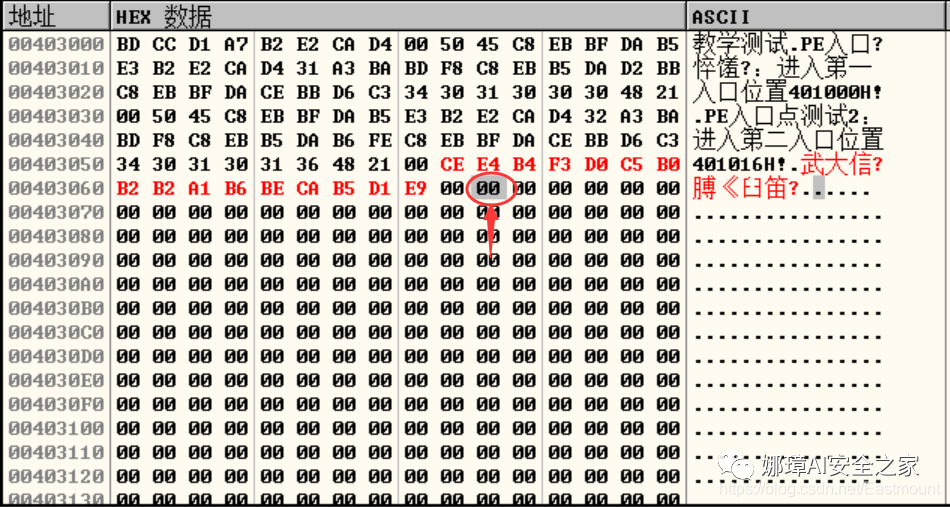 地址 HEX 数据 ASCII
00403000 BD CC D1 A7 B2 E2 CA D4 00 50 45 C8 EB BF DA B5 教学测试.PE入口?
00403010 E3 B2 E2 CA D4 31 A3 BA BD F8 C8 EB B5 DA D2 BB 悴馐?：进入第一
00403020 C8 EB BF DA CE BB D6 C3 34 30 31 30 30 30 48 21 入口位置401000H!
00403030 00 50 45 C8 EB BF DA B5 E3 B2 E2 CA D4 32 A3 BA .PE入口点测试2：
00403040 BD F8 C8 EB B5 DA B6 FE C8 EB BF DA CE BB D6 C3 进入第二入口位置
00403050 34 30 31 30 31 36 48 21 00 CE E4 B4 F3 D0 C5 B0 401016H!.武大信?
00403060 B2 B2 A1 B6 BE CA B5 D1 E9 00 00 00 00 00 00 00 膊《臼笛?.......
00403070 00 00 00 00 00 00 00 00 00 00 00 00 00 00 00 00 ................
00403080 00 00 00 00 00 00 00 00 00 00 00 00 00 00 00 00 ................
00403090 00 00 00 00 00 00 00 00 00 00 00 00 00 00 00 00 ................
004030A0 00 00 00 00 00 00 00 00 00 00 00 00 00 00 00 00 ................
004030B0 00 00 00 00 00 00 00 00 00 00 00 00 00 00 00 00 ................
004030C0 00 00 00 00 00 00 00 00 00 00 00 00 00 00 00 00 ................
004030D0 00 00 00 00 00 00 00 00 00 00 00 00 00 00 00 00 ................
004030E0 00 00 00 00 00 00 00 00 00 00 00 00 00 00 00 00 ................
004030F0 00 00 00 00 00 00 00 00 00 00 00 00 00 00 00 00 ................
00403100 00 00 00 00 00 00 00 00 00 00 00 00 00 00 00 00 ................
00403110 00 00 00 00 00 00 00 00 00 00 00 00 00 00 00 00
00403120 00 00 00 00 00 00 00 00 00 00 00 00 00 00 00 00
00403130 00 00 00 00 00 00 00 00 00 00 00 00 00 00 00 00
娜璋AI安全之家
https://blog.csdn.net/Eastmount